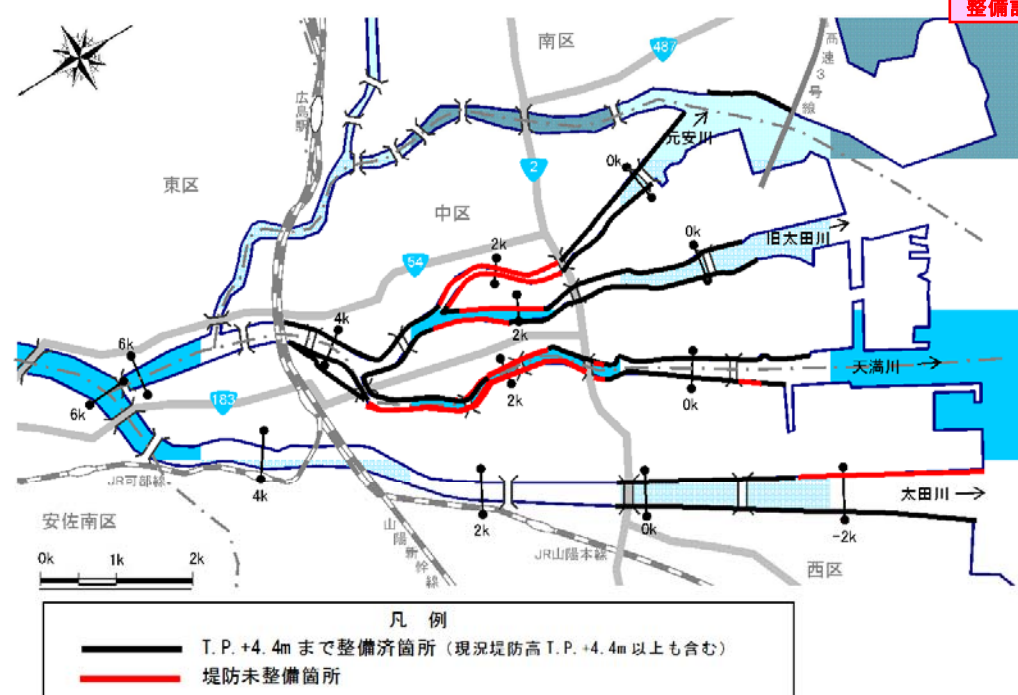 整備
南区
487
高速3号線
広島駅
元安川
0k
2
東区
中区
2k
0k
旧太田川
54
4k
2k
6k
天満川
2k
0k
6k
183
JR可部線
4k
太田川
2k
0k
-2k
安佐南区
山陽新幹線
JR山陽本線
西区
0k 1k 2k
凡 例
T.P.+4.4mまで整備済箇所(現況堤防高T.P.+4.4m以上も含む)
堤防未整備箇所